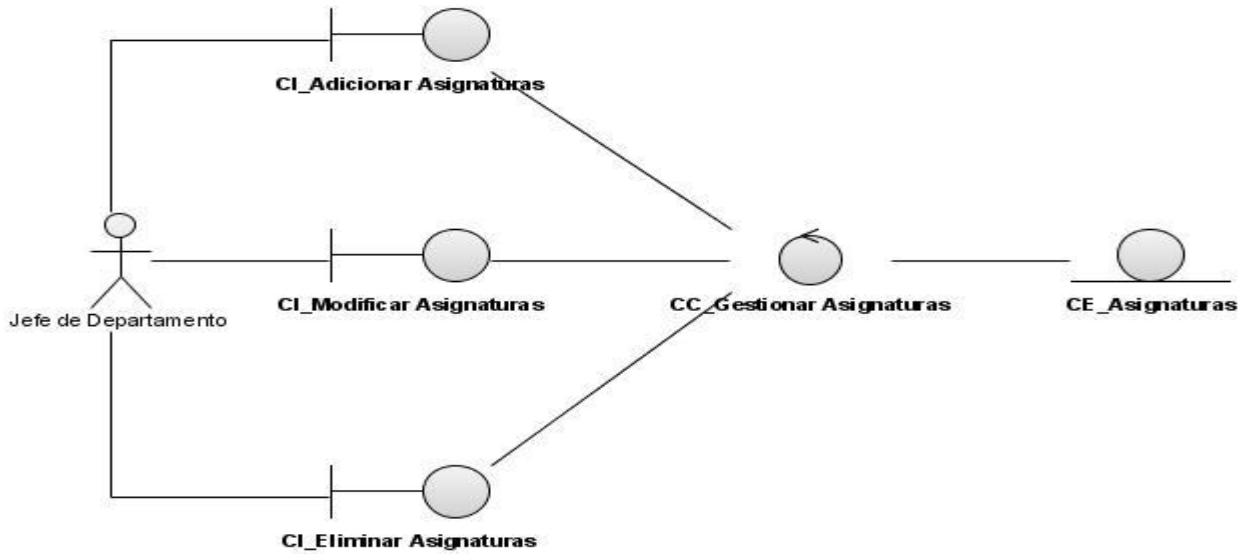 CI_Adicionar Asignaturas
CI_Modificar Asignaturas
CC_Gestionar Asignaturas
CE_Asignaturas
Jefe de Departamento
CI_Eliminar Asignaturas